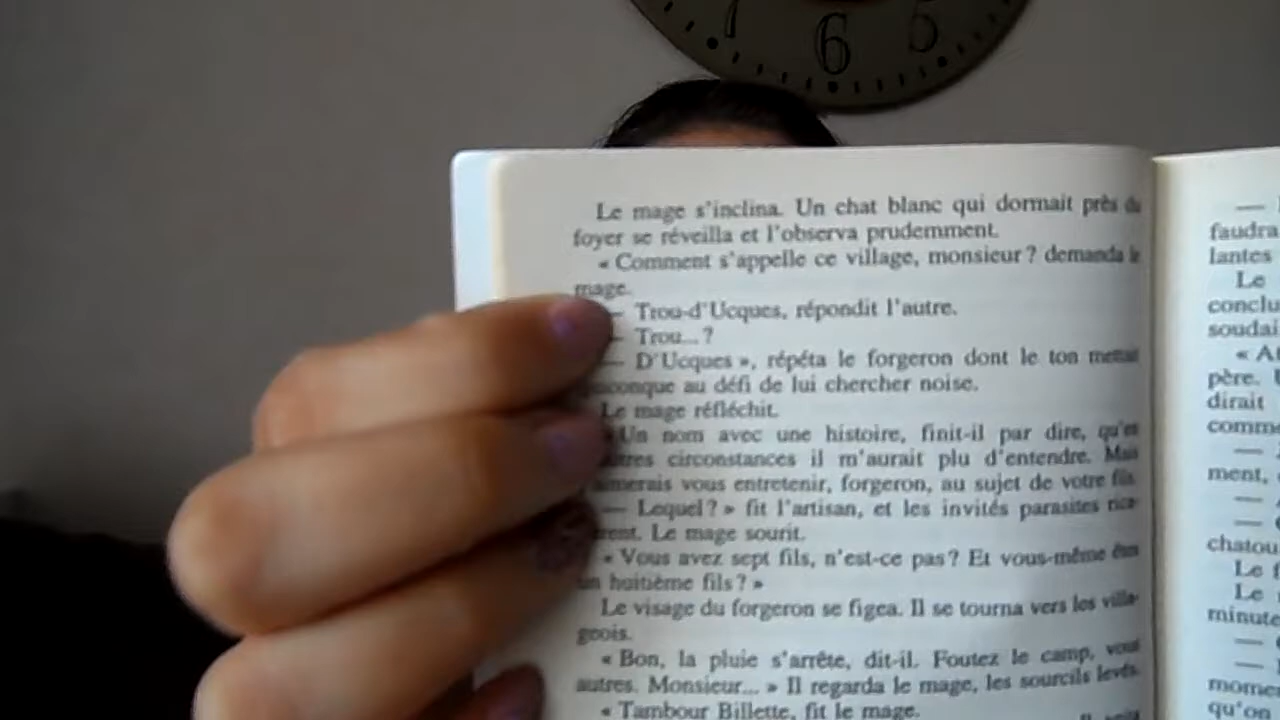 7 6 5
Le mage s'inclina. Un chat blanc qui dormait près du
foyer se réveilla et l'observa prudemment.
« Comment s'appelle ce village, monsieur ? demanda le
mage.
— Trou-d'Ucques, répondit l'autre.
— Trou... ?
— D'Ucques », répéta le forgeron dont le ton mettait
au défi de lui chercher noise.
Le mage réfléchit.
Un nom avec une histoire, finit-il par dire, qu'en
circonstances il m'aurait plu d'entendre. Mais
vous entretenir, forgeron, au sujet de votre fils.
— Lequel ? » fit l'artisan, et les invités parasites rica-
Le mage sourit.
« Vous avez sept fils, n'est-ce pas ? Et vous-même êtes
un huitième fils ? »
Le visage du forgeron se figea. Il se tourna vers les villa-
geois.
« Bon, la pluie s'arrête, dit-il. Foutez le camp, vous
autres. Monsieur... » Il regarda le mage, les sourcils levés.
« Tambour Billette, fit le mage.
—
faudra
lantes
Le
conclu
soudai
« A
père.
dirait
comme
—
ment,
—
—
chatou
Le f
Le
minute
—
—
momen
qu'on